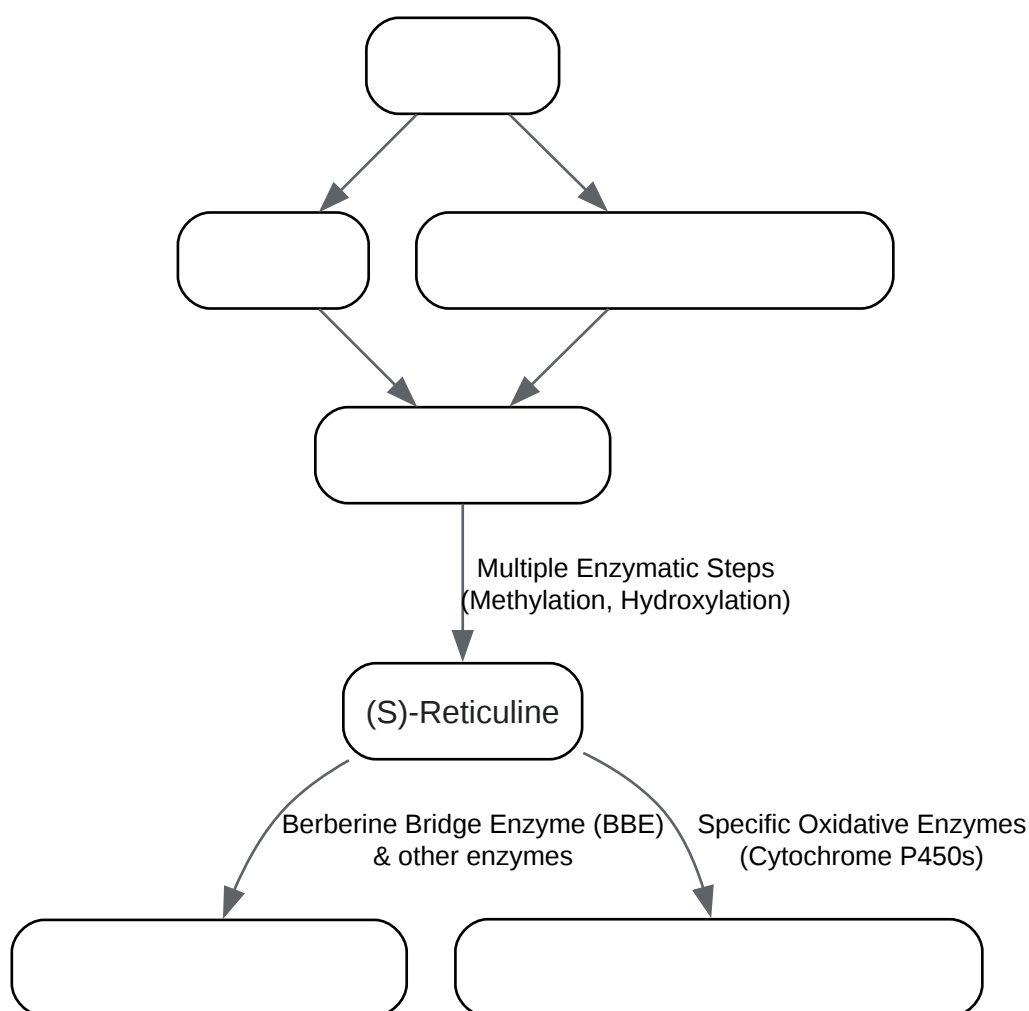 Multiple Enzymatic Steps
(Methylation, Hydroxylation)
(S)-Reticuline
Berberine Bridge Enzyme (BBE)
& other enzymes
Specific Oxidative Enzymes
(Cytochrome P450s)